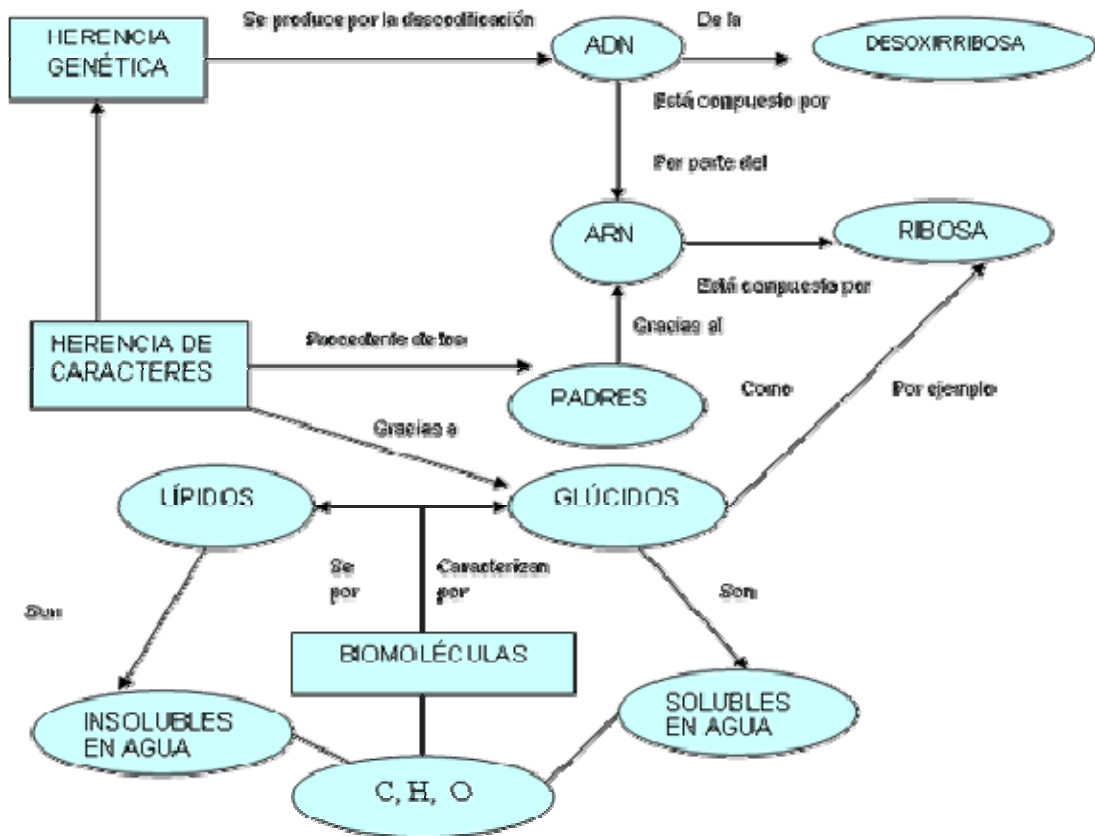 HERENCIA
GENÉTICA
Se produce por la descodificación
ADN
De la
DESOXIRRIBOSA
Está compuesto por
Por parte del
ARN
RIBOSA
Está compuesto por
HERENCIA DE
CARACTERES
Procedente de los
Gracias al
PADRES
Como
Por ejemplo
Gracias a
LÍPIDOS
GLÚCIDOS
Se
por
Caracterizan
por
Son
Son
BIOMOLÉCULAS
INSOLUBLES
EN AGUA
SOLUBLES
EN AGUA
C, H, O